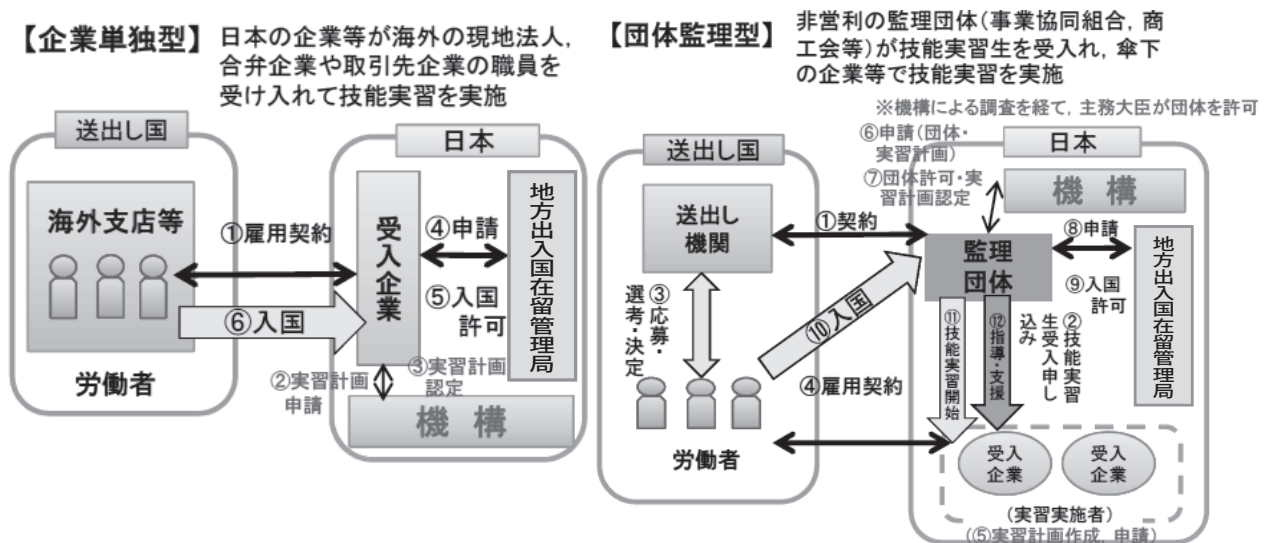 【企業単独型】
日本の企業等が海外の現地法人，
合弁企業や取引先企業の職員を
受け入れて技能実習を実施
送出し国
海外支店等
労働者
①雇用契約
⑥入国
日本
受入企業
④申請
⑤入国
許可
地方出入国在留管理局
②実習計画
申請
③実習計画
認定
機 構
【団体監理型】
非営利の監理団体（事業協同組合，商
工会等）が技能実習生を受入れ，傘下
の企業等で技能実習を実施
※機構による調査を経て，主務大臣が団体を許可
⑥申請（団体・
実習計画）
⑦団体許可・実
習計画認定
送出し国
送出し
機関
①契約
③応募・
選考・決定
労働者
⑩入国
④雇用契約
日本
機 構
監理
団体
⑧申請
⑨入国
許可
地方出入国在留管理局
⑪技能実習開始
⑫指導・支援
②技能実習
生受入申し
込み
受入
企業
受入
企業
（実習実施者）
（⑤実習計画作成，申請）